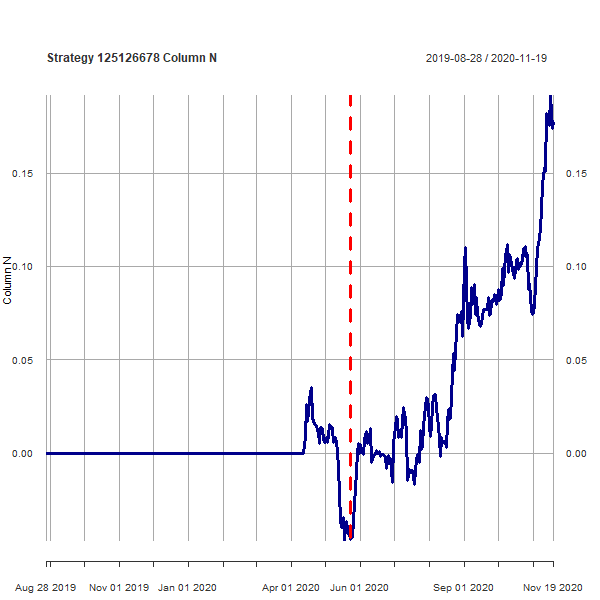 Strategy 125126678 Column N
2019-08-28 / 2020-11-19
Column N
0.15
0.10
0.05
0.00
0.15
0.10
0.05
0.00
Aug 28 2019
Nov 01 2019
Jan 01 2020
Apr 01 2020
Jun 01 2020
Sep 01 2020
Nov 19 2020